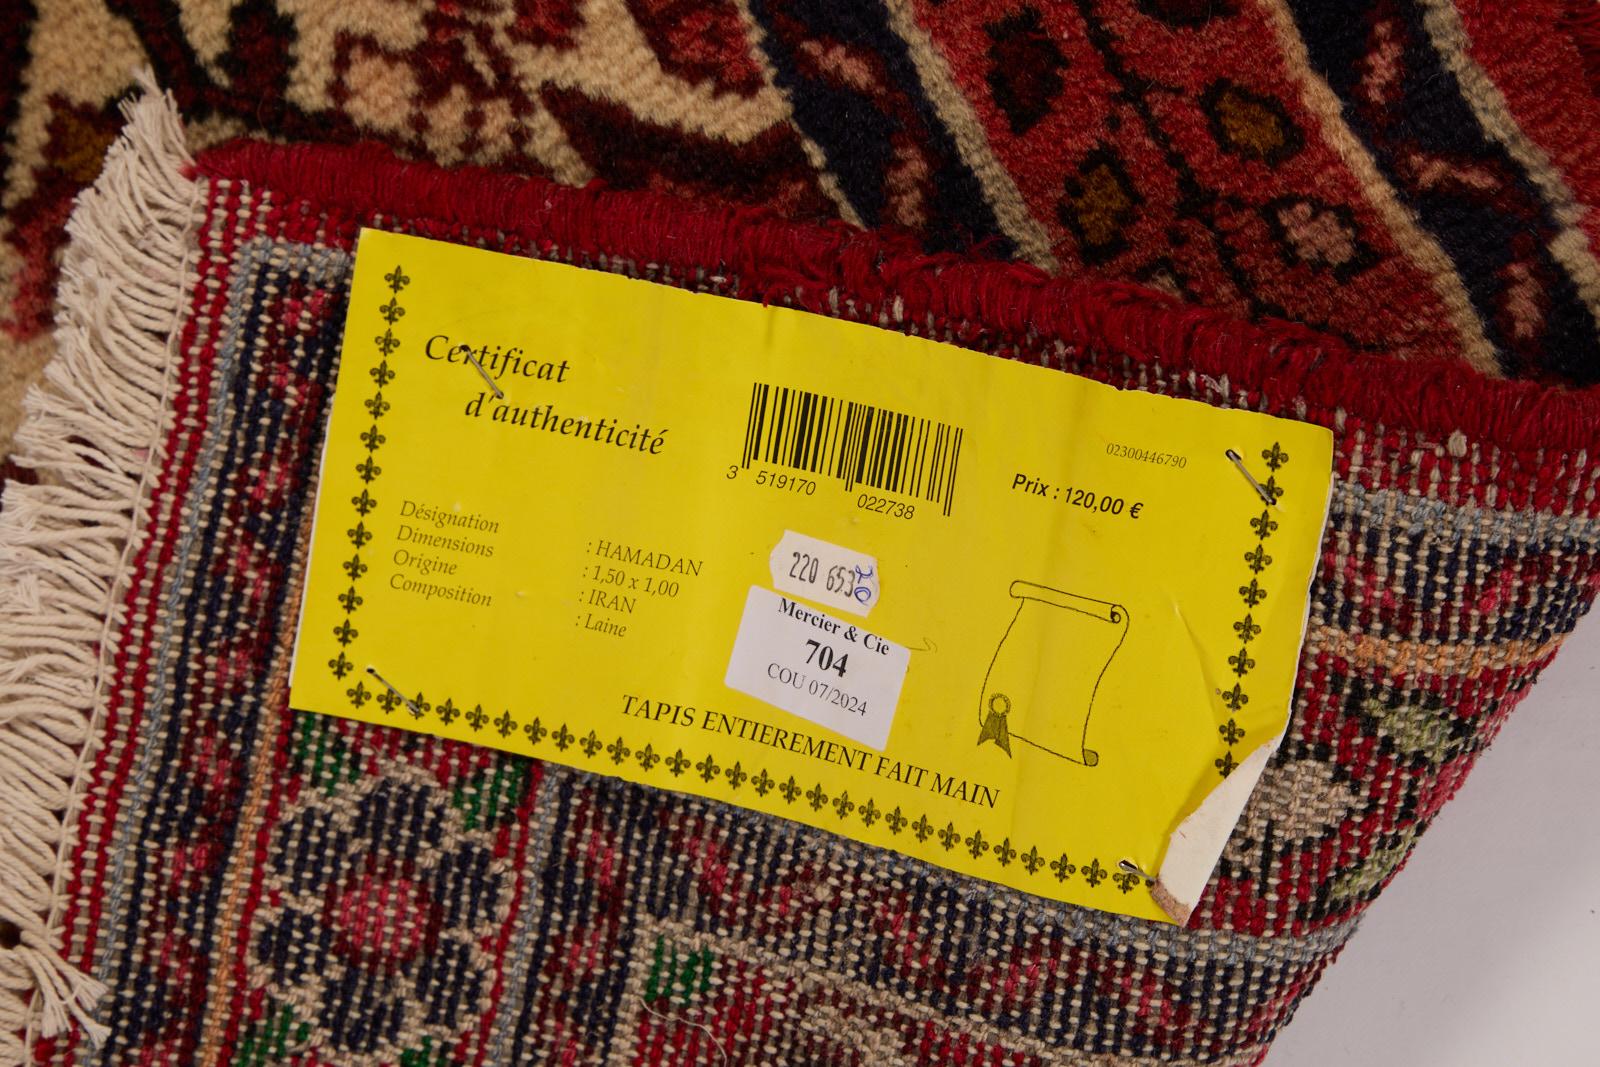 Certificat
d'authenticité
3 519170 022738
02300446790
Prix : 120,00 €
Désignation : HAMADAN
Dimensions : 1,50 x 1,00
Origine : IRAN
Composition : Laine
220 653
Mercier & Cie
704
COU 07/2024
TAPIS ENTIEREMENT FAIT MAIN